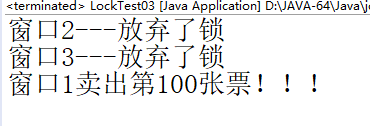 <terminated> LockTest03 [Java Application] D:\JAVA-64\Java\j
窗口2---放弃了锁
窗口3---放弃了锁
窗口1卖出第100张票！！！